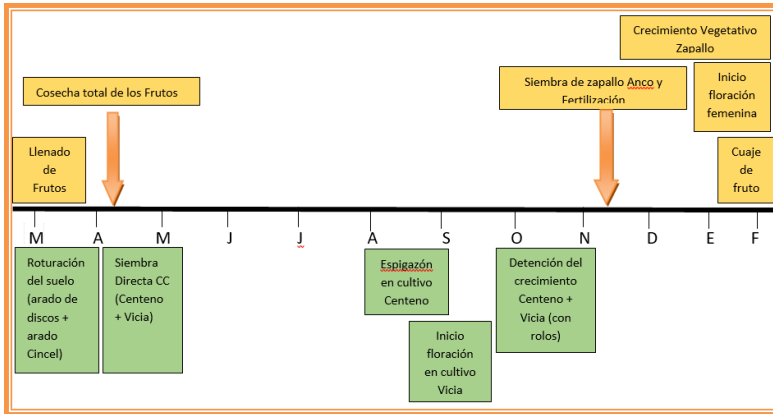 Crecimiento Vegetativo
Zapallo
Cosecha total de los Frutos
Siembra de zapallo Anco y
Fertilización
Inicio
floración
femenina
Llenado
de
Frutos
Cuaje
de
fruto
M A M J J A S O N D E F
Roturación
del suelo
(arado de
discos +
arado
Cincel)
Siembra
Directa CC
(Centeno
+ Vicia)
Espigazón
en cultivo
Centeno
Inicio
floración
en cultivo
Vicia
Detención del
crecimiento
Centeno +
Vicia (con
rolos)